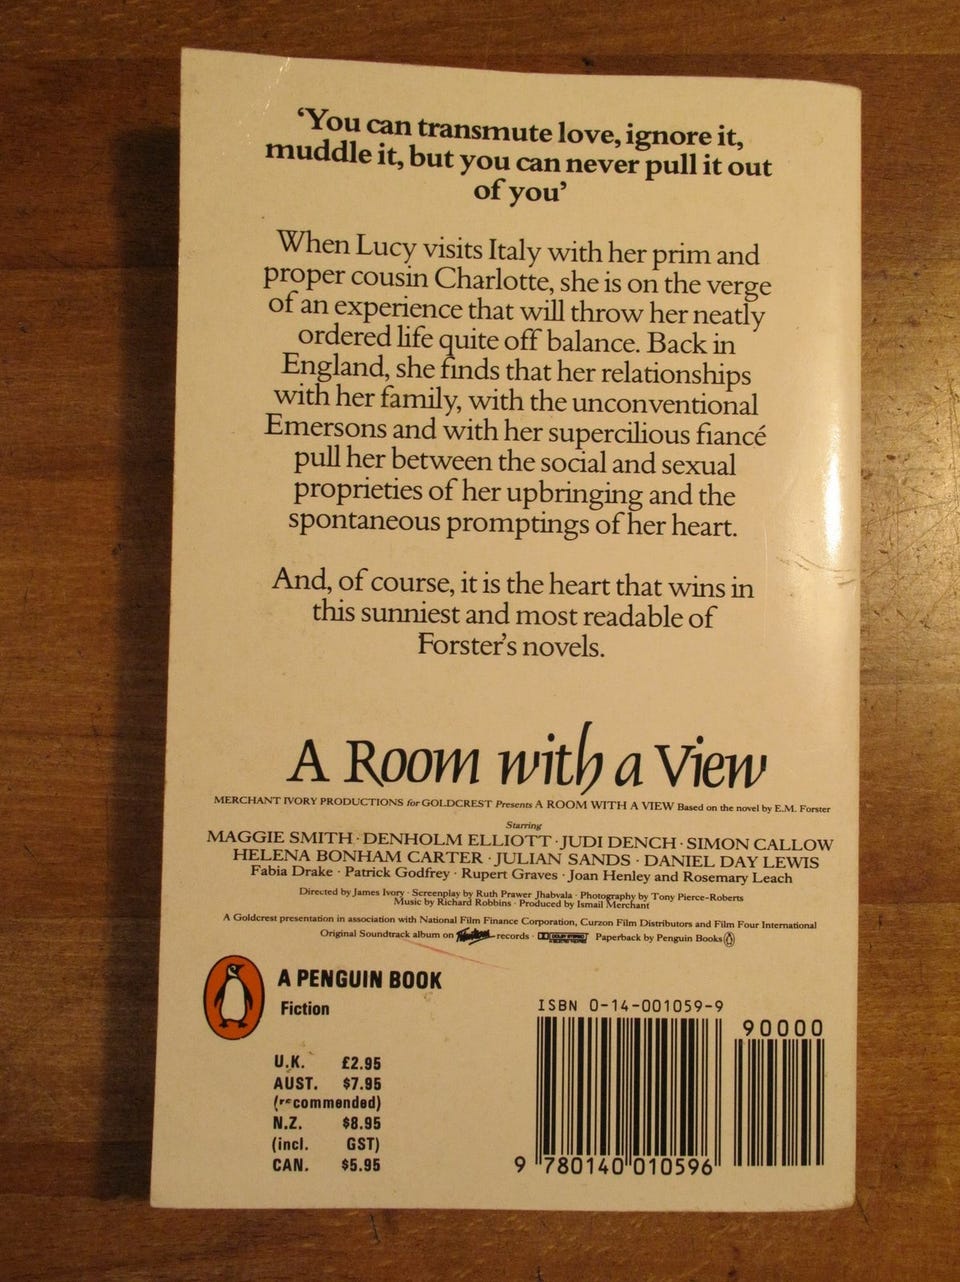 ‘You can transmute love, ignore it,
muddle it, but you can never pull it out
of you’
When Lucy visits Italy with her prim and
proper cousin Charlotte, she is on the verge
of an experience that will throw her neatly
ordered life quite off balance. Back in
England, she finds that her relationships
with her family, with the unconventional
Emersons and with her supercilious fiancé
pull her between the social and sexual
proprieties of her upbringing and the
spontaneous promptings of her heart.
And, of course, it is the heart that wins in
this sunniest and most readable of
Forster’s novels.
A Room with a View
MERCHANT IVORY PRODUCTIONS for GOLDCREST Presents A ROOM WITH A VIEW Based on the novel by E.M. Forster
Starring
MAGGIE SMITH · DENHOLM ELLIOTT · JUDI DENCH · SIMON CALLOW
HELENA BONHAM CARTER · JULIAN SANDS · DANIEL DAY LEWIS
Fabia Drake · Patrick Godfrey · Rupert Graves · Joan Henley and Rosemary Leach
Directed by James Ivory · Screenplay by Ruth Prawer Jhabvala · Photography by Tony Pierce-Roberts
Music by Richard Robbins · Produced by Ismail Merchant
A Goldcrest presentation in association with National Film Finance Corporation, Curzon Film Distributors and Film Four International
Original Soundtrack album on records · DOLBY STEREO Paperback by Penguin Books
A PENGUIN BOOK
Fiction
U.K. £2.95
AUST. $7.95
(recommended)
N.Z. $8.95
(incl. GST)
CAN. $5.95
ISBN 0-14-001059-9
90000
9 780140 010596